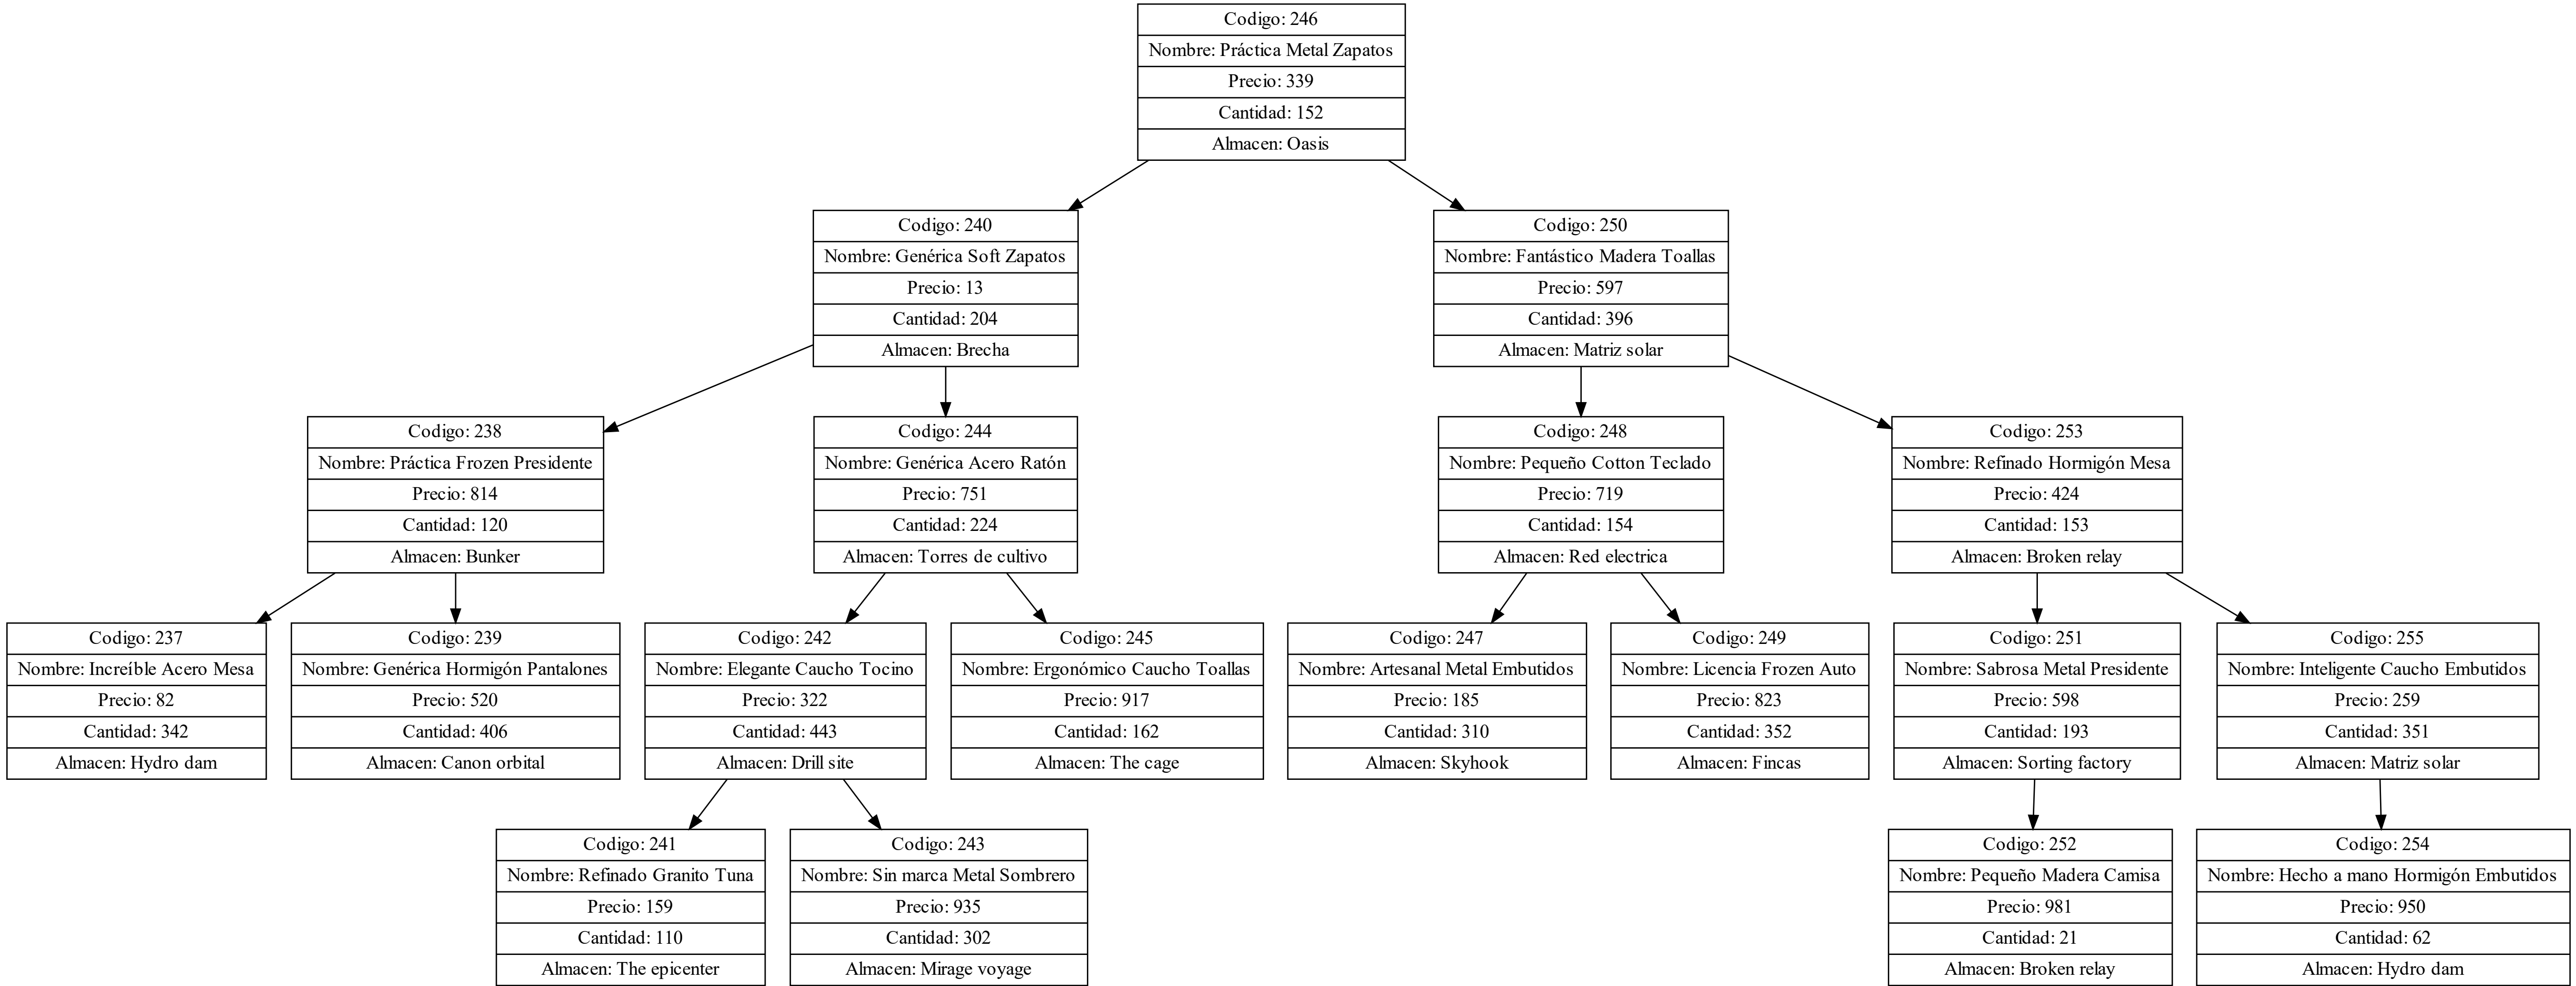 Codigo: 246
Nombre: Práctica Metal Zapatos
Precio: 339
Cantidad: 152
Almacen: Oasis
Codigo: 240
Nombre: Genérica Soft Zapatos
Precio: 13
Cantidad: 204
Almacen: Brecha
Codigo: 250
Nombre: Fantástico Madera Toallas
Precio: 597
Cantidad: 396
Almacen: Matriz solar
Codigo: 238
Nombre: Práctica Frozen Presidente
Precio: 814
Cantidad: 120
Almacen: Bunker
Codigo: 244
Nombre: Genérica Acero Ratón
Precio: 751
Cantidad: 224
Almacen: Torres de cultivo
Codigo: 248
Nombre: Pequeño Cotton Teclado
Precio: 719
Cantidad: 154
Almacen: Red electrica
Codigo: 253
Nombre: Refinado Hormigón Mesa
Precio: 424
Cantidad: 153
Almacen: Broken relay
Codigo: 237
Nombre: Increíble Acero Mesa
Precio: 82
Cantidad: 342
Almacen: Hydro dam
Codigo: 239
Nombre: Genérica Hormigón Pantalones
Precio: 520
Cantidad: 406
Almacen: Canon orbital
Codigo: 242
Nombre: Elegante Caucho Tocino
Precio: 322
Cantidad: 443
Almacen: Drill site
Codigo: 245
Nombre: Ergonómico Caucho Toallas
Precio: 917
Cantidad: 162
Almacen: The cage
Codigo: 247
Nombre: Artesanal Metal Embutidos
Precio: 185
Cantidad: 310
Almacen: Skyhook
Codigo: 249
Nombre: Licencia Frozen Auto
Precio: 823
Cantidad: 352
Almacen: Fincas
Codigo: 251
Nombre: Sabrosa Metal Presidente
Precio: 598
Cantidad: 193
Almacen: Sorting factory
Codigo: 255
Nombre: Inteligente Caucho Embutidos
Precio: 259
Cantidad: 351
Almacen: Matriz solar
Codigo: 241
Nombre: Refinado Granito Tuna
Precio: 159
Cantidad: 110
Almacen: The epicenter
Codigo: 243
Nombre: Sin marca Metal Sombrero
Precio: 935
Cantidad: 302
Almacen: Mirage voyage
Codigo: 252
Nombre: Pequeño Madera Camisa
Precio: 981
Cantidad: 21
Almacen: Broken relay
Codigo: 254
Nombre: Hecho a mano Hormigón Embutidos
Precio: 950
Cantidad: 62
Almacen: Hydro dam